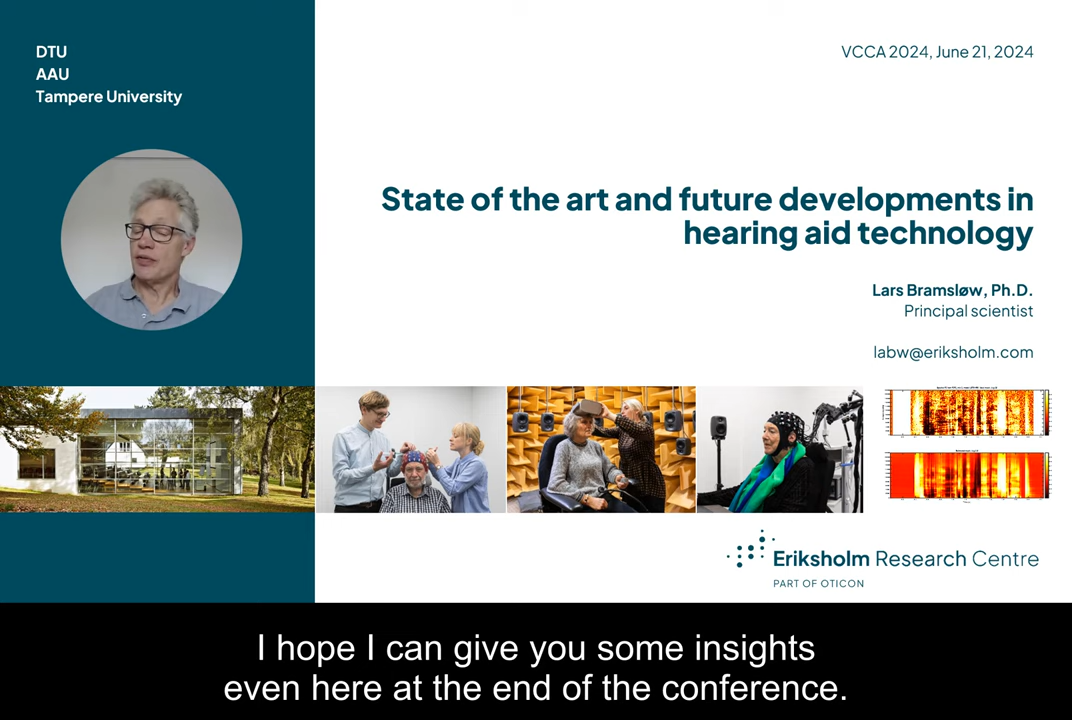 DTU
AAU
Tampere University
VCCA 2024, June 21, 2024
State of the art and future developments in
hearing aid technology
Lars Bramsløw, Ph.D.
Principal scientist
labw@eriksholm.com
Eriksholm Research Centre
PART OF OTICON
I hope I can give you some insights
even here at the end of the conference.